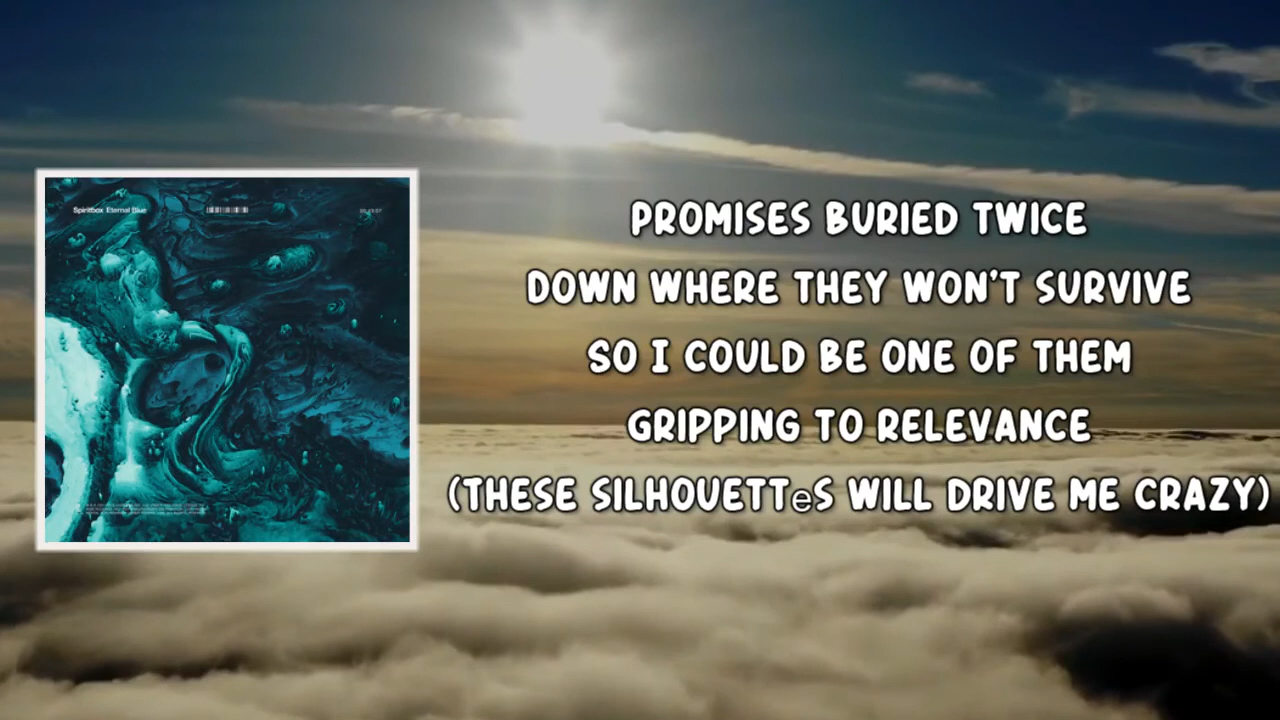 Spiritbox Eternal Blue
PROMISES BURIED TWICE
DOWN WHERE THEY WON'T SURVIVE
SO I COULD BE ONE OF THEM
GRIPPING TO RELEVANCE
(THESE SILHOUETTeS WILL DRIVE ME CRAZY)